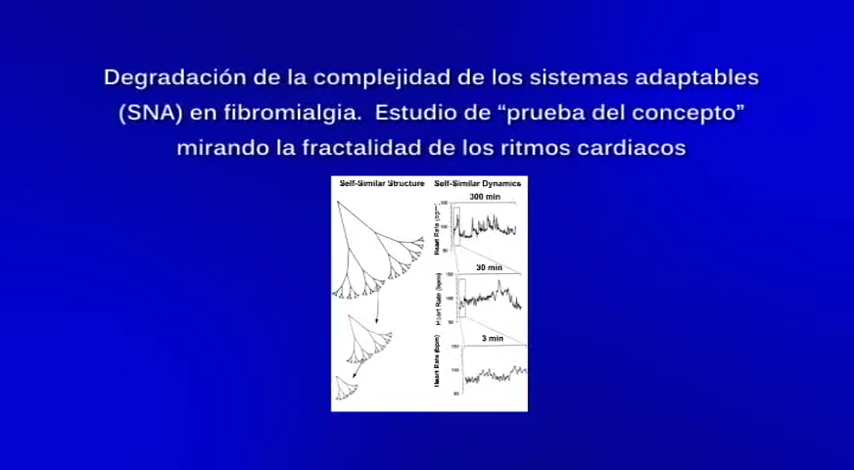 Degradación de la complejidad de los sistemas adaptables
(SNA) en fibromialgia. Estudio de “prueba del concepto”
mirando la fractalidad de los ritmos cardiacos
Self-Similar Structure
Self-Similar Dynamics
300 min
Heart Rate (bpm)
30 min
Heart Rate (bpm)
3 min
Heart Rate (bpm)